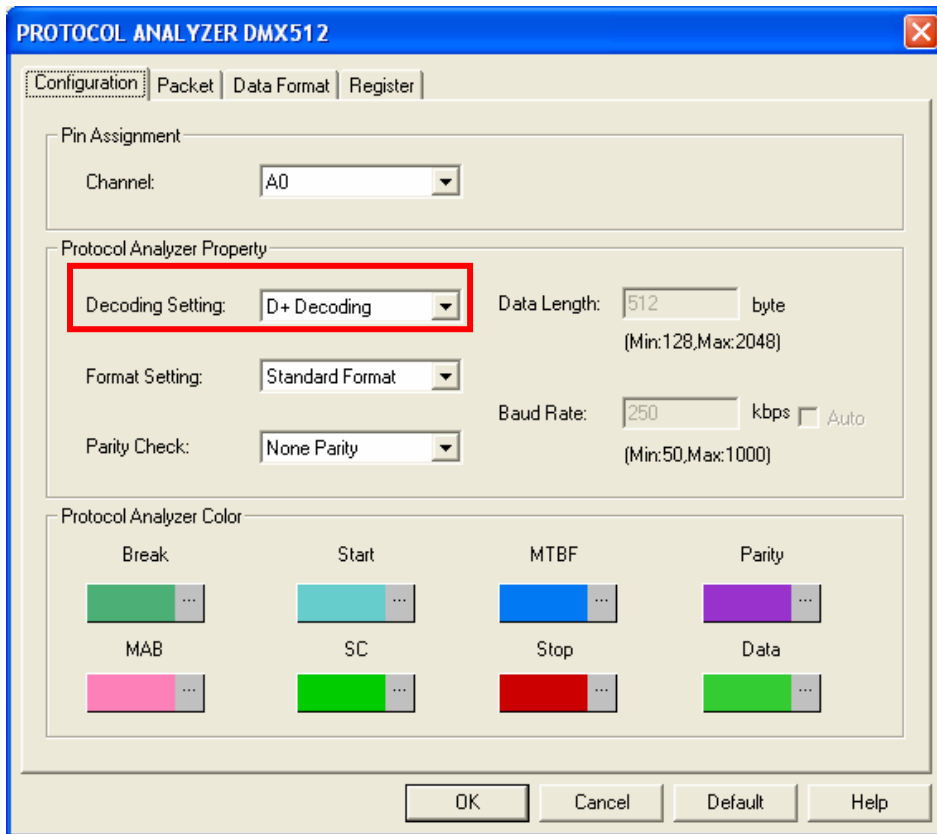 PROTOCOL ANALYZER DMX512
Configuration Packet Data Format Register
Pin Assignment
Channel: A0
Protocol Analyzer Property
Decoding Setting: D+ Decoding Data Length: 512 byte
(Min:128,Max:2048)
Format Setting: Standard Format
Baud Rate: 250 kbps Auto
Parity Check: None Parity
(Min:50,Max:1000)
Protocol Analyzer Color
Break Start MTBF Parity
... ... ... ...
MAB SC Stop Data
... ... ... ...
OK Cancel Default Help